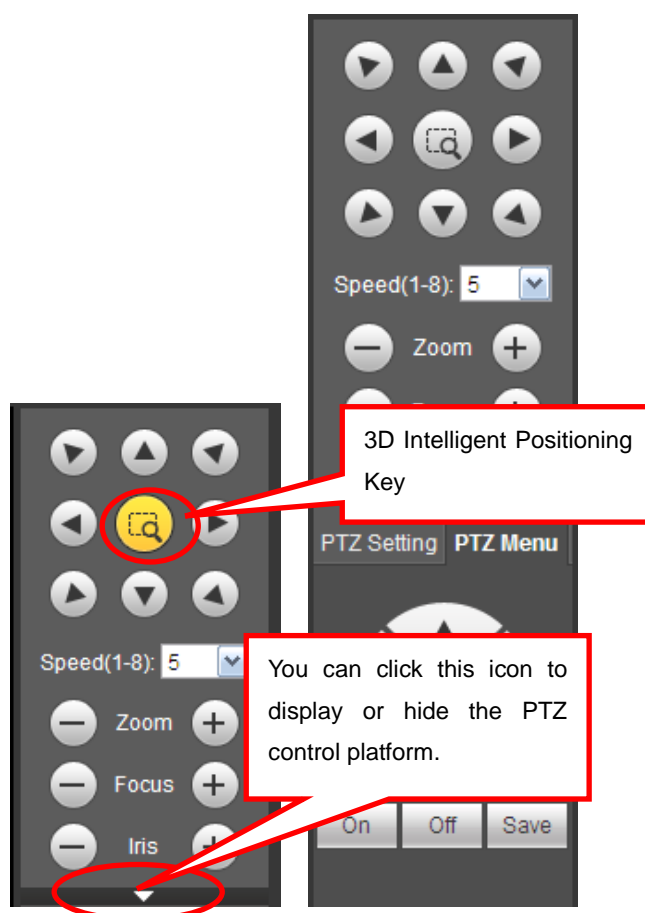 Speed(1-8): 5
Zoom
3D Intelligent Positioning
Key
PTZ Setting PTZ Menu
Speed(1-8): 5
Zoom
Focus
Iris
You can click this icon to
display or hide the PTZ
control platform.
On Off Save